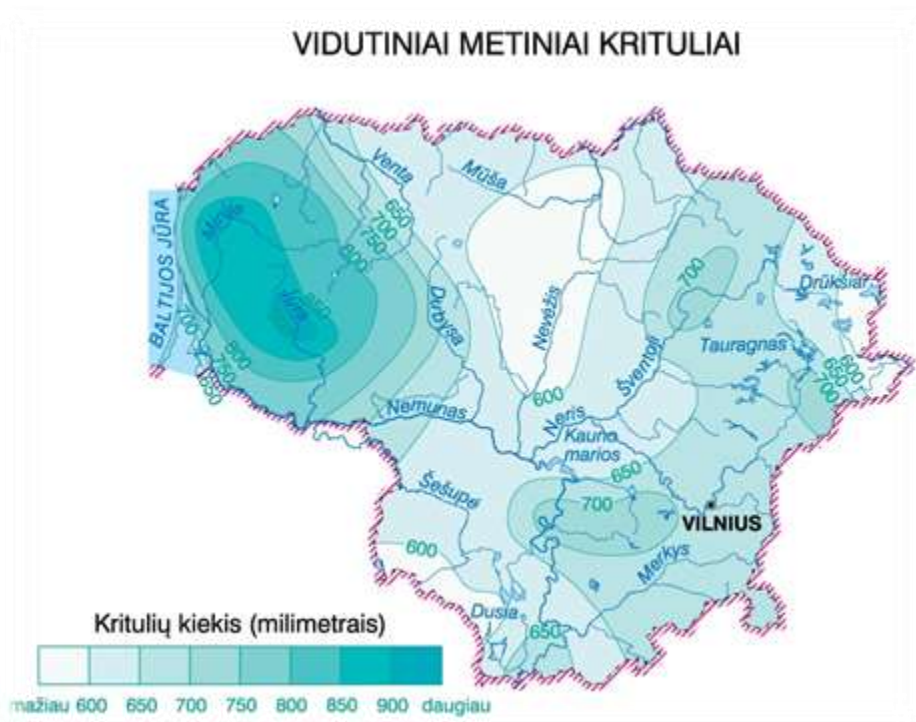 VIDUTINIAI METINIAI KRITULIAI
BALTIJOS JŪRA
Minija
Jūra
850
Venta
Mūša
650
700
750
800
Dubysa
Nevėžis
600
700
Drūkšiai
Tauragnas
Šventoji
600
650
700
700
800
750
600
Nemunas
Neris
Kauno
marios
650
Šešupė
700
VILNIUS
600
Merkys
Dusia
650
Kritulių kiekis (milimetrais)
mažiau 600 650 700 750 800 850 900 daugiau